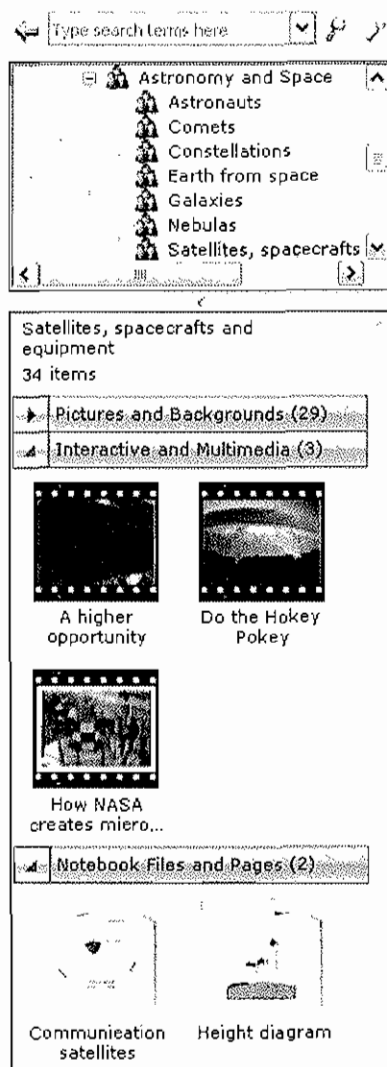 Type search terms here
Astronomy and Space
Astronauts
Comets
Constellations
Earth from space
Galaxies
Nebulas
Satellites, spacecrafts
Satellites, spacecrafts and
equipment
34 items
Pictures and Backgrounds (29)
Interactive and Multimedia (3)
A higher
opportunity
Do the Hokey
Pokey
How NASA
creates micro...
Notebook Files and Pages (2)
Communication
satellites
Height diagram